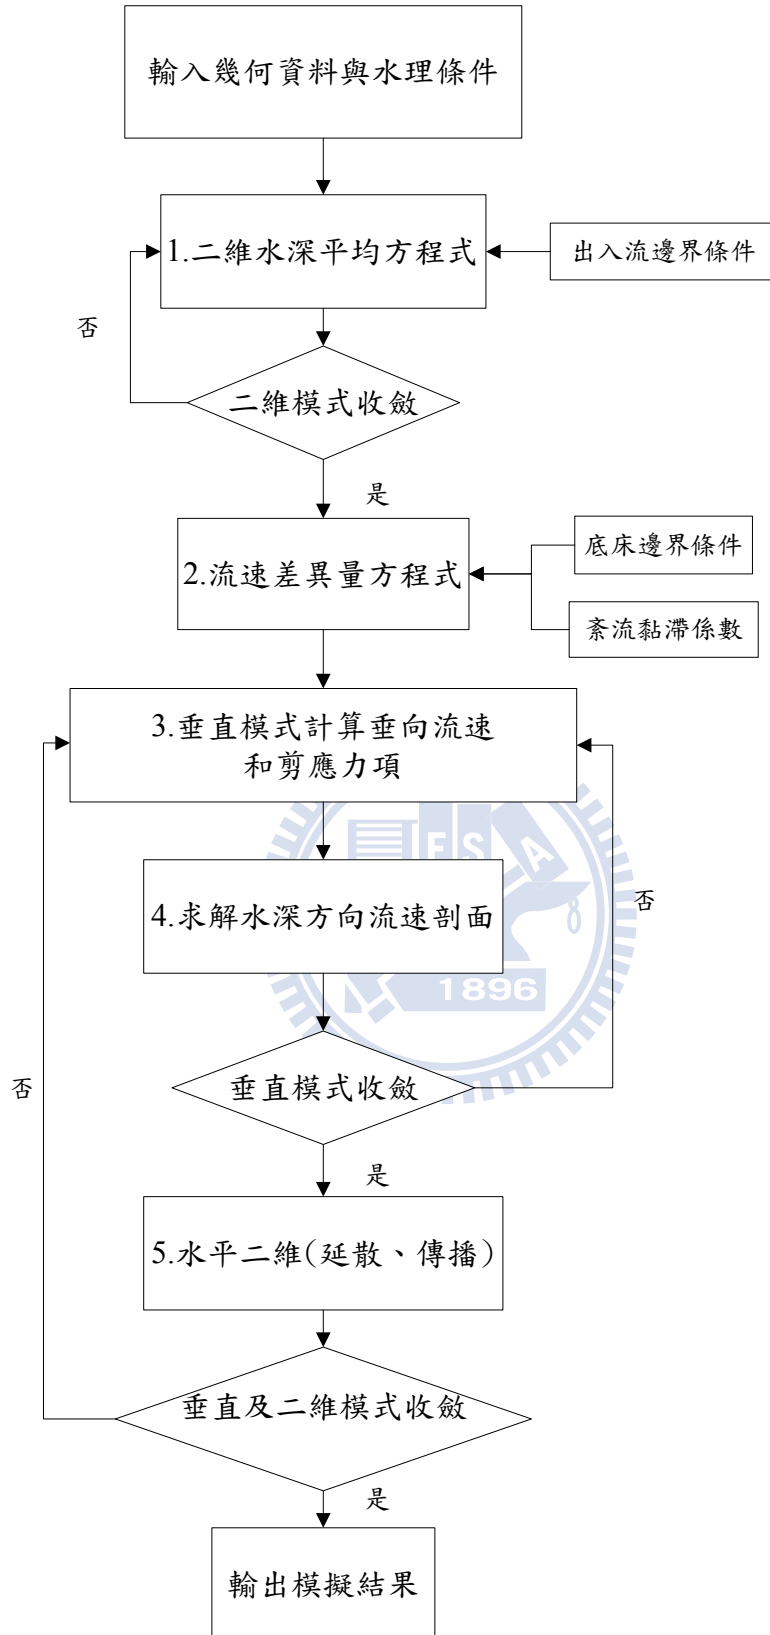 輸入幾何資料與水理條件
1.二維水深平均方程式
出入流邊界條件
否
二維模式收斂
是
底床邊界條件
2.流速差異量方程式
紊流黏滯係數
3.垂直模式計算垂向流速
和剪應力項
ESA
4.求解水深方向流速剖面
否
1896
垂直模式收斂
否
是
5.水平二維(延散、傳播)
垂直及二維模式收斂
是
輸出模擬結果